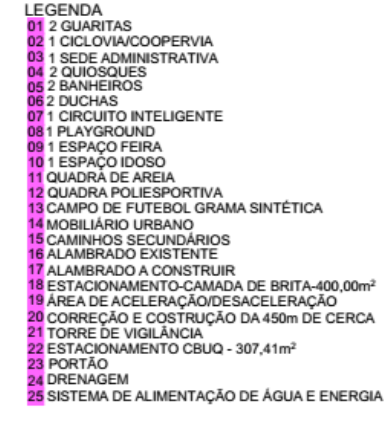 LEGENDA
01 2 GUARITAS
02 1 CICLOVIA/COOPERVIA
03 1 SEDE ADMINISTRATIVA
04 2 QUIOSQUES
05 2 BANHEIROS
06 2 DUCHAS
07 1 CIRCUITO INTELIGENTE
08 1 PLAYGROUND
09 1 ESPAÇO FEIRA
10 1 ESPAÇO IDOSO
11 QUADRA DE AREIA
12 QUADRA POLIESPORTIVA
13 CAMPO DE FUTEBOL GRAMA SINTÉTICA
14 MOBILIÁRIO URBANO
15 CAMINHOS SECUNDÁRIOS
16 ALAMBRADO EXISTENTE
17 ALAMBRADO A CONSTRUIR
18 ESTACIONAMENTO-CAMADA DE BRITA-400,00m²
19 ÁREA DE ACELERAÇÃO/DESACELERAÇÃO
20 CORREÇÃO E COSTRUÇÃO DA 450m DE CERCA
21 TORRE DE VIGILÂNCIA
22 ESTACIONAMENTO CBUQ - 307,41m²
23 PORTÃO
24 DRENAGEM
25 SISTEMA DE ALIMENTAÇÃO DE ÁGUA E ENERGIA